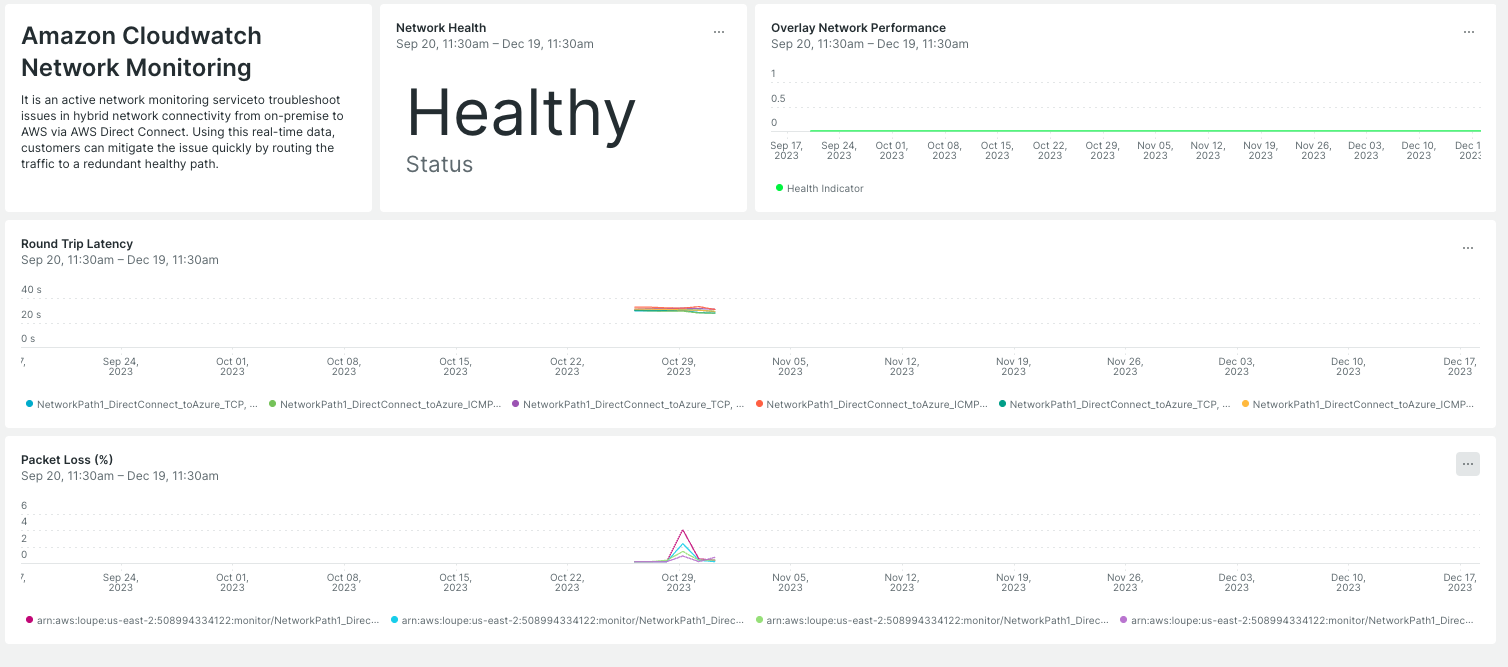 Amazon Cloudwatch
Network Monitoring
It is an active network monitoring serviceto troubleshoot
issues in hybrid network connectivity from on-premise to
AWS via AWS Direct Connect. Using this real-time data,
customers can mitigate the issue quickly by routing the
traffic to a redundant healthy path.
Network Health
...
Sep 20, 11:30am – Dec 19, 11:30am
Healthy
Status
Overlay Network Performance
...
Sep 20, 11:30am – Dec 19, 11:30am
1
0.5
0
Sep 17, Sep 24, Oct 01, Oct 08, Oct 15, Oct 22, Oct 29, Nov 05, Nov 12, Nov 19, Nov 26, Dec 03, Dec 10, Dec 1
2023 2023 2023 2023 2023 2023 2023 2023 2023 2023 2023 2023 2023 202
Health Indicator
Round Trip Latency
...
Sep 20, 11:30am – Dec 19, 11:30am
40 s
20 s
0 s
7, Sep 24, Oct 01, Oct 08, Oct 15, Oct 22, Oct 29, Nov 05, Nov 12, Nov 19, Nov 26, Dec 03, Dec 10, Dec 17,
2023 2023 2023 2023 2023 2023 2023 2023 2023 2023 2023 2023 2023
NetworkPath1_DirectConnect_toAzure_TCP, ... NetworkPath1_DirectConnect_toAzure_ICMP... NetworkPath1_DirectConnect_toAzure_TCP, ... NetworkPath1_DirectConnect_toAzure_ICMP... NetworkPath1_DirectConnect_toAzure_TCP, ... NetworkPath1_DirectConnect_toAzure_ICMP...
Packet Loss (%)
...
Sep 20, 11:30am – Dec 19, 11:30am
6
4
2
0
7, Sep 24, Oct 01, Oct 08, Oct 15, Oct 22, Oct 29, Nov 05, Nov 12, Nov 19, Nov 26, Dec 03, Dec 10, Dec 17,
2023 2023 2023 2023 2023 2023 2023 2023 2023 2023 2023 2023 2023
arn:aws:loupe:us-east-2:508994334122:monitor/NetworkPath1_Direc... arn:aws:loupe:us-east-2:508994334122:monitor/NetworkPath1_Direc... arn:aws:loupe:us-east-2:508994334122:monitor/NetworkPath1_Direc... arn:aws:loupe:us-east-2:508994334122:monitor/NetworkPath1_Direc...